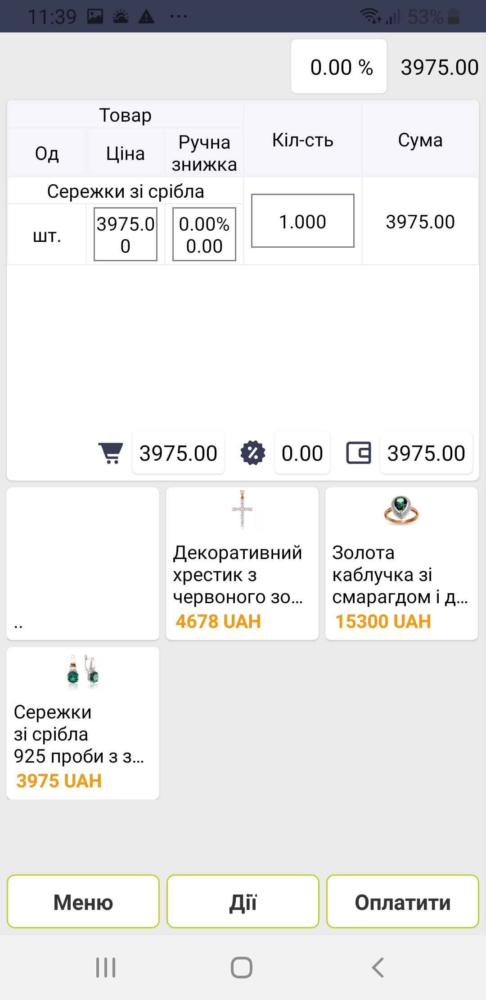 11:39 ... 53%
0.00 % 3975.00
Товар
Од Ціна Ручна знижка Кіл-сть Сума
Сережки зі срібла
шт. 3975.00 0.00% 0.00 1.000 3975.00
3975.00 0.00 3975.00
..
Декоративний
хрестик з
червоного зо...
4678 UAH
Золота
каблучка зі
смарагдом і д...
15300 UAH
Сережки
зі срібла
925 проби з з...
3975 UAH
Меню Дії Оплатити